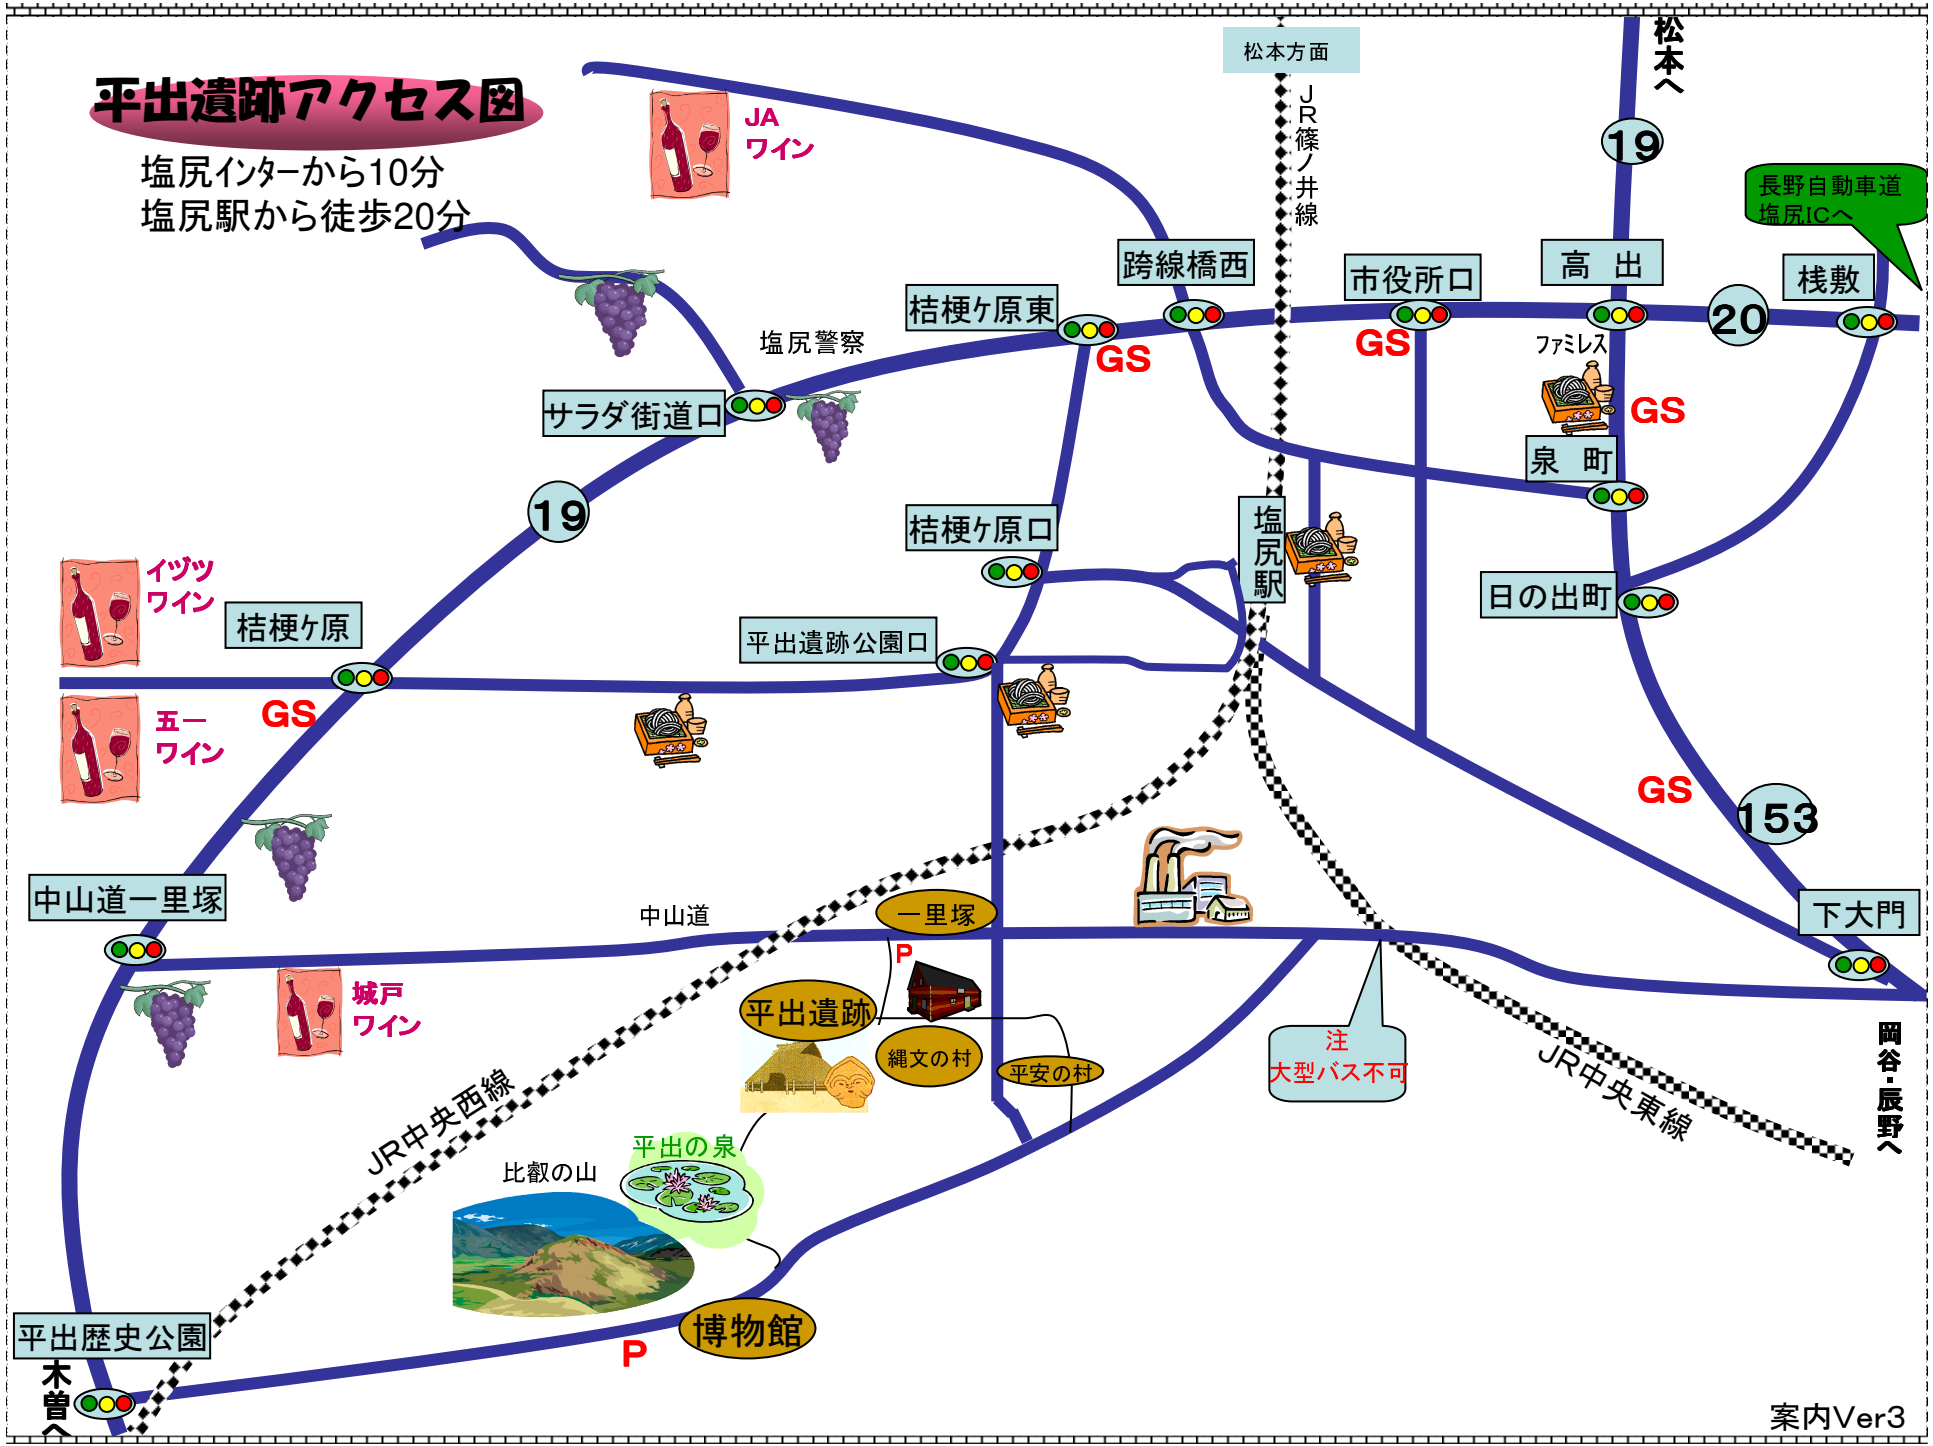 平出遺跡アクセス図
塩尻ｲﾝﾀｰから10分
塩尻駅から徒歩20分
JA
ワイン
松本方面
JR篠ノ井線
松本へ
19
長野自動車道
塩尻ICへ
跨線橋西
市役所口
高　出
桟敷
桔梗ヶ原東
20
GS
GS
ﾌｧﾐﾚｽ
塩尻警察
サラダ街道口
GS
泉　町
19
桔梗ヶ原口
塩尻駅
イヅツ
ワイン
桔梗ヶ原
平出遺跡公園口
日の出町
五一
ワイン
GS
GS
153
中山道一里塚
中山道
一里塚
下大門
P
城戸
ワイン
平出遺跡
縄文の村
平安の村
注
大型バス不可
JR中央西線
JR中央東線
岡谷・辰野へ
平出の泉
比叡の山
平出歴史公園
博物館
P
木曽へ
案内Ver3